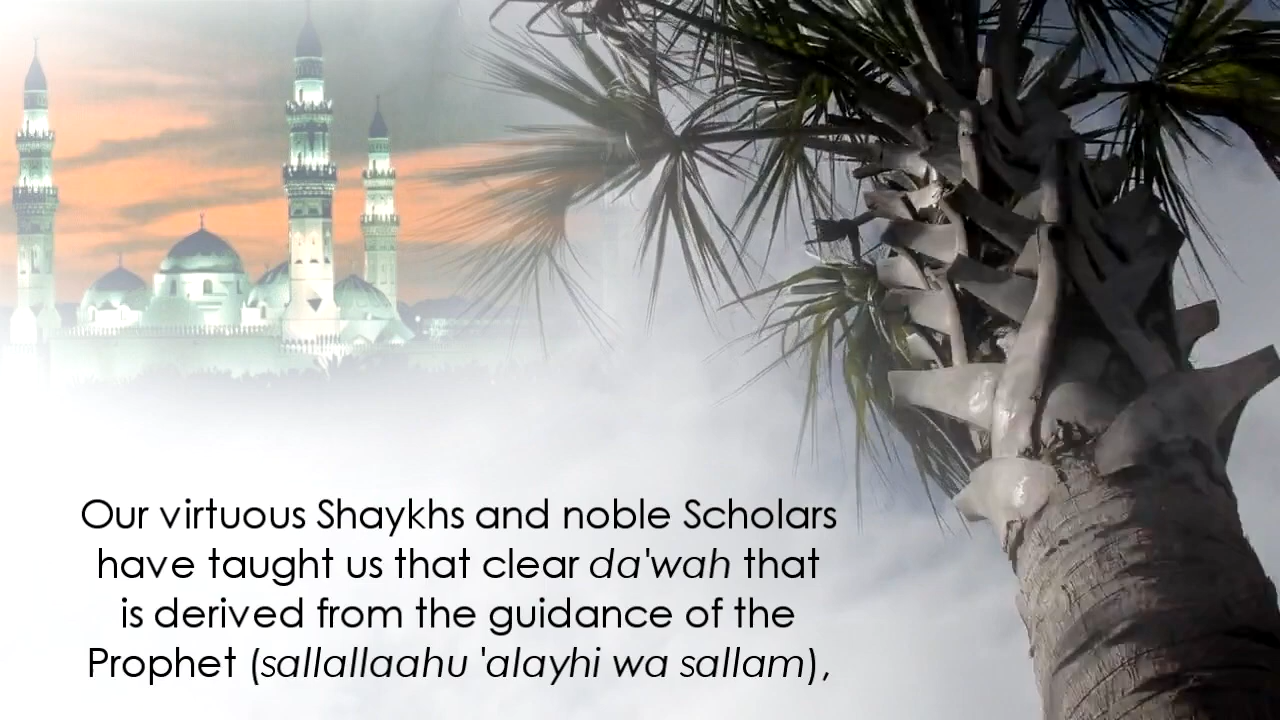 Our virtuous Shaykhs and noble Scholars
have taught us that clear da'wah that
is derived from the guidance of the
Prophet (sallallaahu 'alayhi wa sallam),